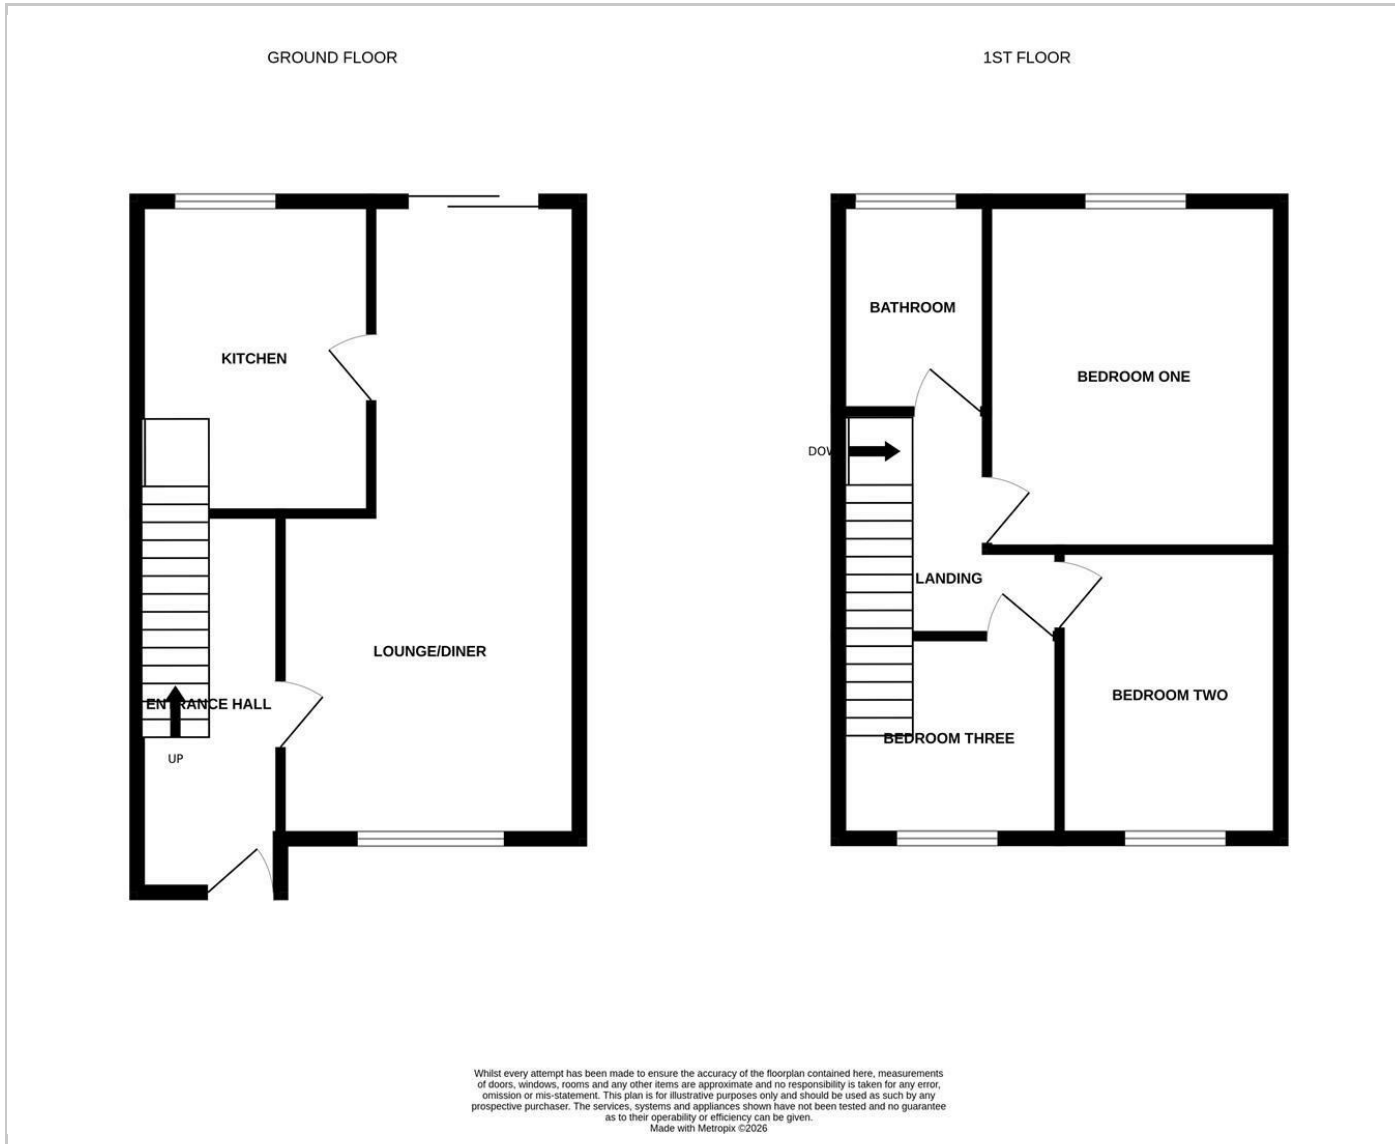 GROUND FLOOR
1ST FLOOR
KITCHEN
LOUNGE/DINER
ENTRANCE HALL
UP
BATHROOM
BEDROOM ONE
DOW
LANDING
BEDROOM TWO
BEDROOM THREE
Whilst every attempt has been made to ensure the accuracy of the floorplan contained here, measurements
of doors, windows, rooms and any other items are approximate and no responsibility is taken for any error,
omission or mis-statement. This plan is for illustrative purposes only and should be used as such by any
prospective purchaser. The services, systems and appliances shown have not been tested and no guarantee
as to their operability or efficiency can be given.
Made with Metropix ©2026